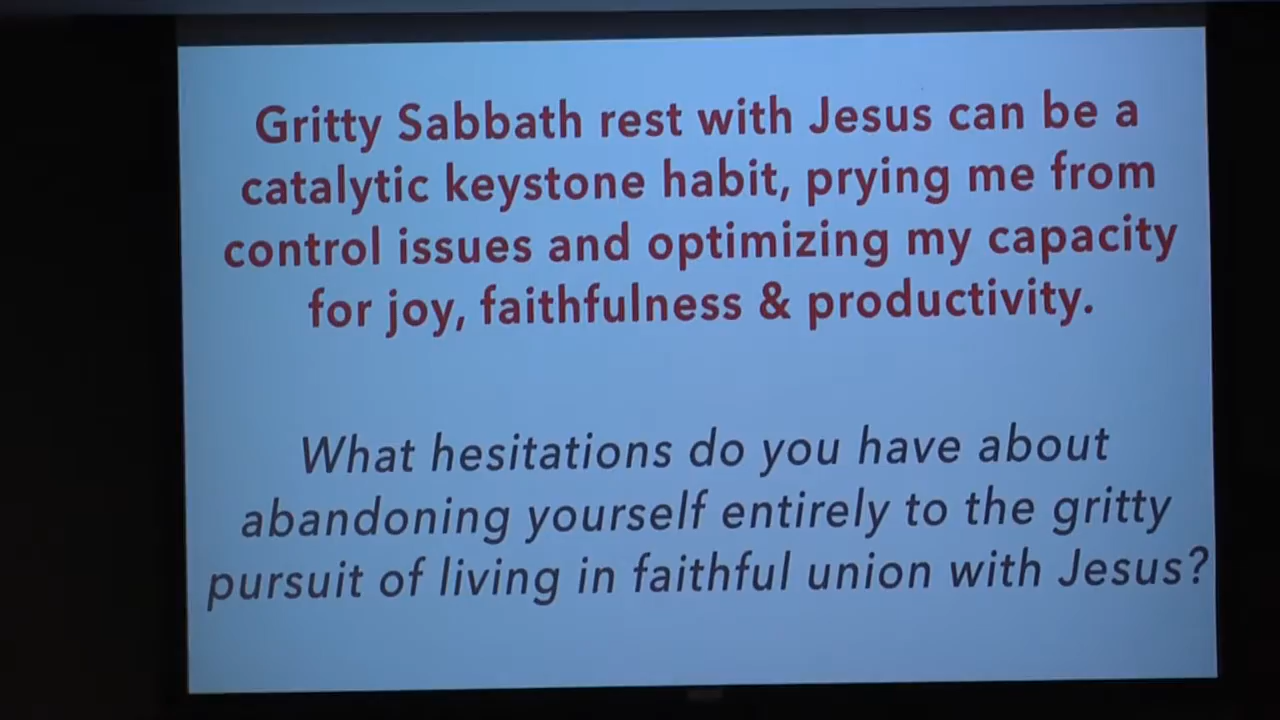 Gritty Sabbath rest with Jesus can be a
catalytic keystone habit, prying me from
control issues and optimizing my capacity
for joy, faithfulness & productivity.
What hesitations do you have about
abandoning yourself entirely to the gritty
pursuit of living in faithful union with Jesus?